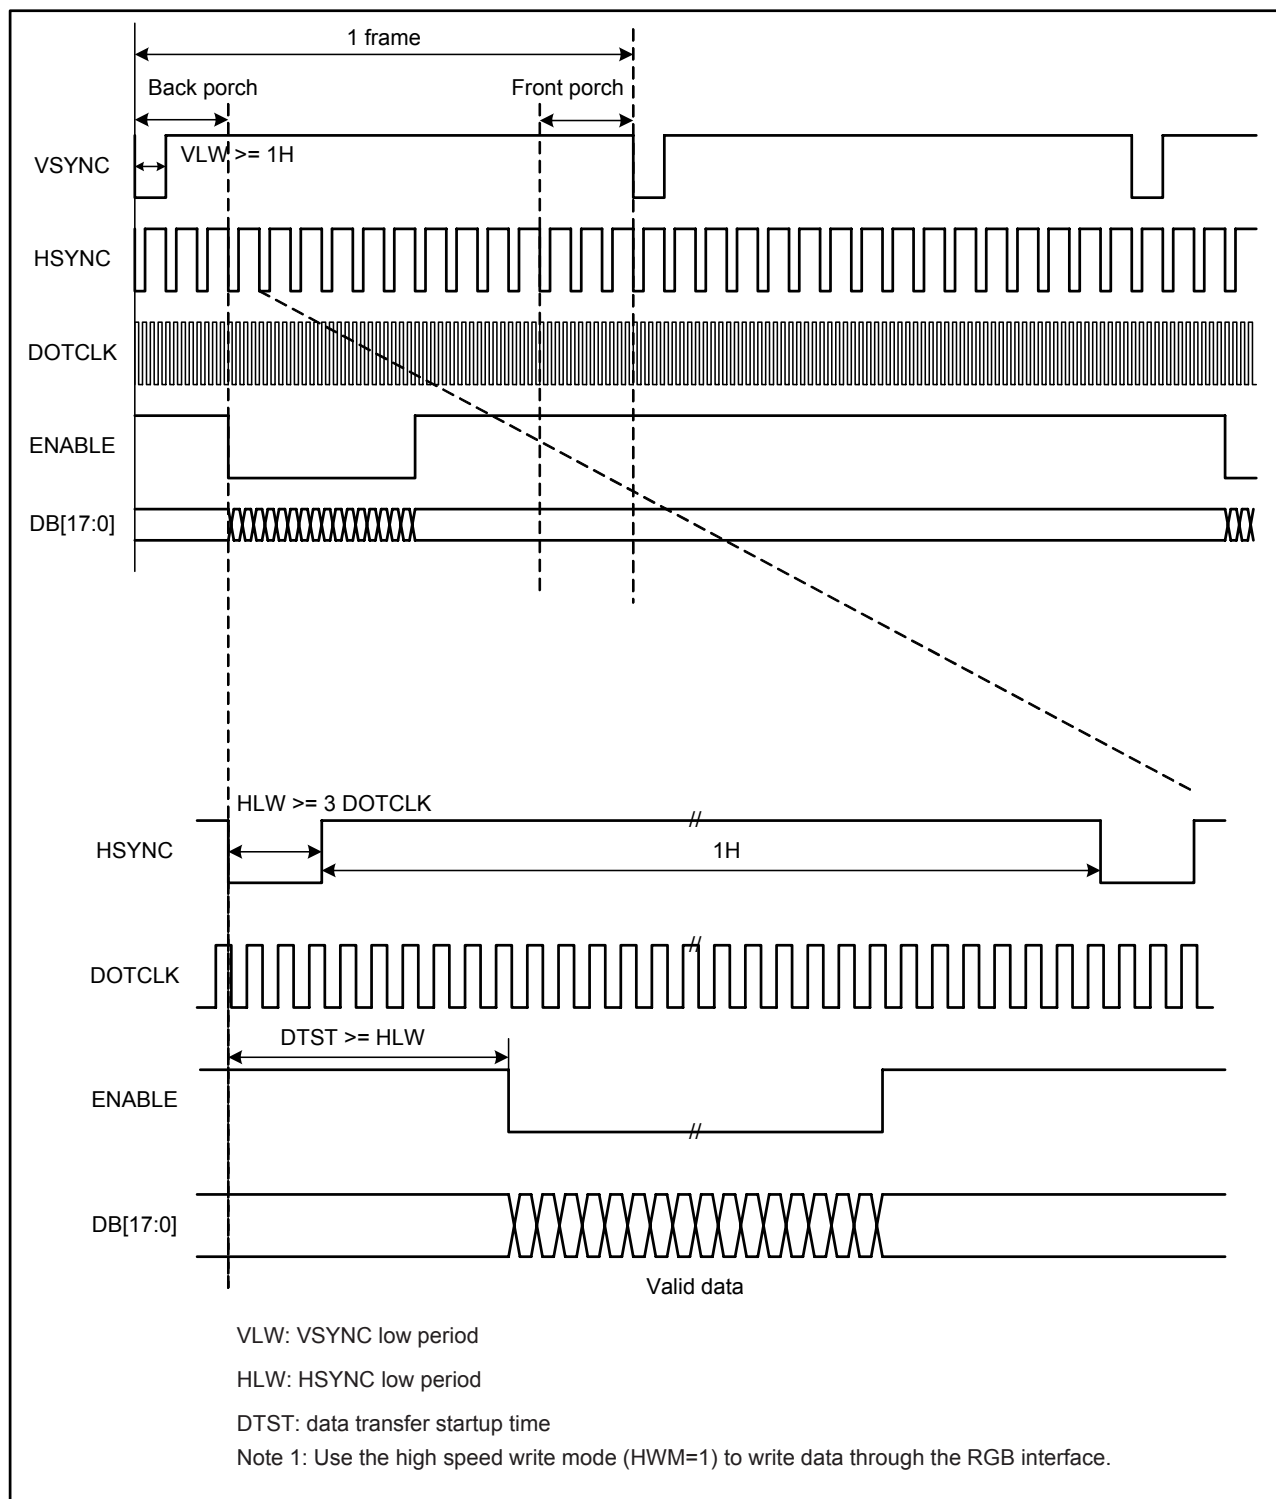 1 frame
Back porch
Front porch
VLW >= 1H
VSYNC
HSYNC
DOTCLK
ENABLE
DB[17:0]
HLW >= 3 DOTCLK
//
HSYNC
1H
//
DOTCLK
DTST >= HLW
ENABLE
//
DB[17:0]
Valid data
VLW: VSYNC low period
HLW: HSYNC low period
DTST: data transfer startup time
Note 1: Use the high speed write mode (HWM=1) to write data through the RGB interface.